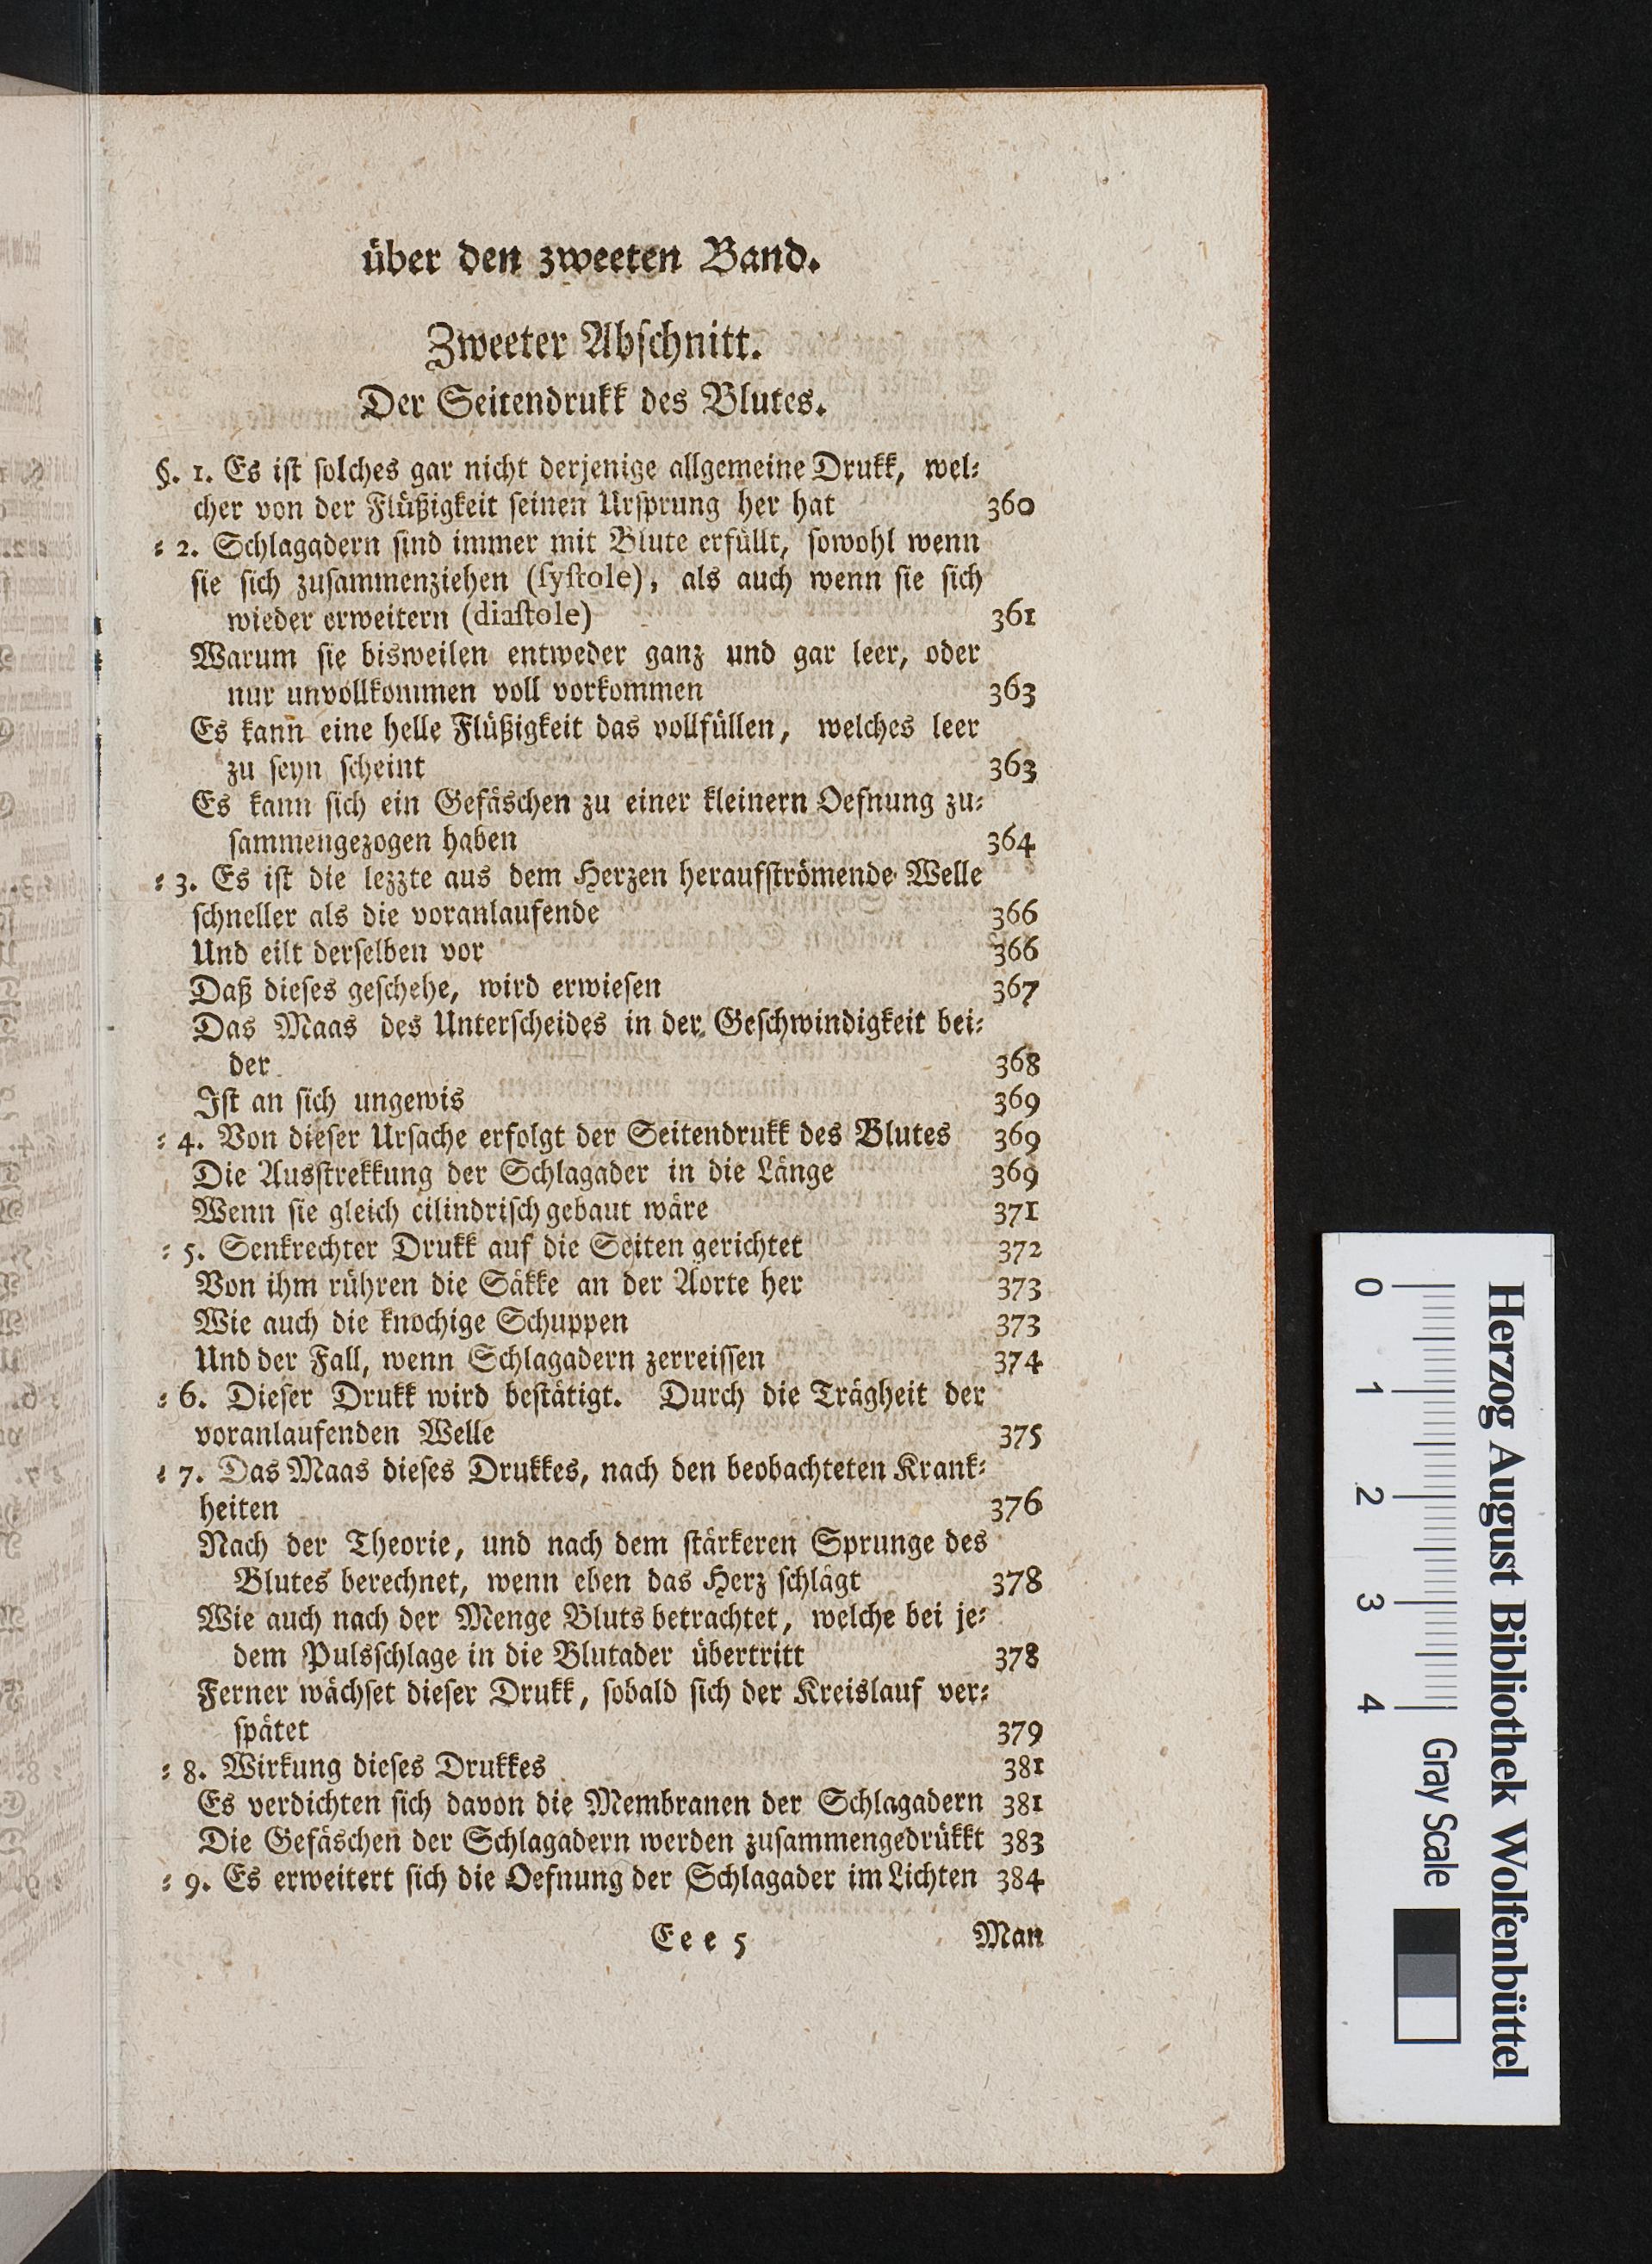 über den zweeten Band.
Zweeter Abſchnitt.
Der Seitendrukk des Blutes.
§. 1. Es iſt ſolches gar nicht derjenige allgemeine Drukk, wel⸗
cher von der Flüßigkeit ſeinen Urſprung her hat 360
⸗ 2. Schlagadern ſind immer mit Blute erfüllt, ſowohl wenn
ſie ſich zuſammenziehen (ſyſtole), als auch wenn ſie ſich
wieder erweitern (diaſtole) 361
Warum ſie bisweilen entweder ganz und gar leer, oder
nur unvollkommen voll vorkommen 363
Es kann eine helle Flüßigkeit das vollfüllen, welches leer
zu ſeyn ſcheint 363
Es kann ſich ein Gefäschen zu einer kleinern Oefnung zu⸗
ſammengezogen haben 364
⸗ 3. Es iſt die lezzte aus dem Herzen heraufſtrömende Welle
ſchneller als die voranlaufende 366
Und eilt derſelben vor 366
Daß dieſes geſchehe, wird erwieſen 367
Das Maas des Unterſcheides in der Geſchwindigkeit bei⸗
der 368
Iſt an ſich ungewis 369
⸗ 4. Von dieſer Urſache erfolgt der Seitendrukk des Blutes 369
Die Ausſtrekkung der Schlagader in die Länge 369
Wenn ſie gleich cilindriſch gebaut wäre 371
⸗ 5. Senkrechter Drukk auf die Seiten gerichtet 372
Von ihm rühren die Säkke an der Aorte her 373
Wie auch die knochige Schuppen 373
Und der Fall, wenn Schlagadern zerreiſſen 374
⸗ 6. Dieſer Drukk wird beſtätigt. Durch die Trägheit der
voranlaufenden Welle 375
⸗ 7. Das Maas dieſes Drukkes, nach den beobachteten Krank⸗
heiten 376
Nach der Theorie, und nach dem ſtärkeren Sprunge des
Blutes berechnet, wenn eben das Herz ſchlägt 378
Wie auch nach der Menge Bluts betrachtet, welche bei je⸗
dem Pulsſchlage in die Blutader übertritt 378
Ferner wächſet dieſer Drukk, ſobald ſich der Kreislauf ver⸗
ſpätet 379
⸗ 8. Wirkung dieſes Drukkes 381
Es verdichten ſich davon die Membranen der Schlagadern 381
Die Gefäschen der Schlagadern werden zuſammengedrükkt 383
⸗ 9. Es erweitert ſich die Oefnung der Schlagader im Lichten 384
Eee 5 Man
Herzog August Bibliothek Wolfenbüttel
0 1 2 3 4 Gray Scale